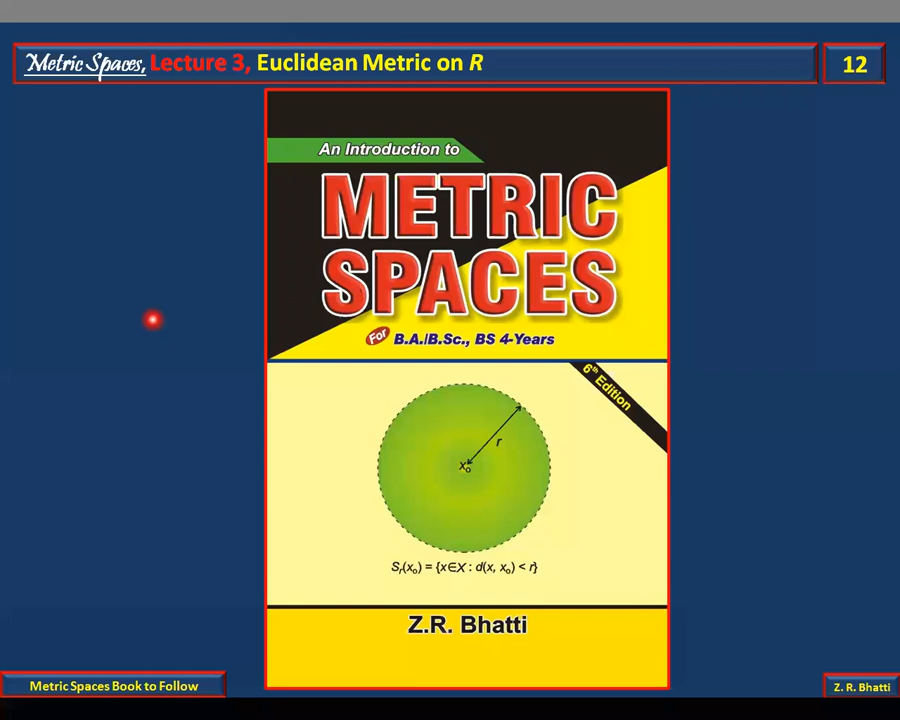 Metric Spaces, Lecture 3, Euclidean Metric on R
12
An Introduction to
METRIC
SPACES
For B.A./B.Sc., BS 4-Years
6th Edition
r
x₀
Sᵣ(x₀) = {x∈X : d(x, x₀) < r}
Z.R. Bhatti
Metric Spaces Book to Follow
Z. R. Bhatti